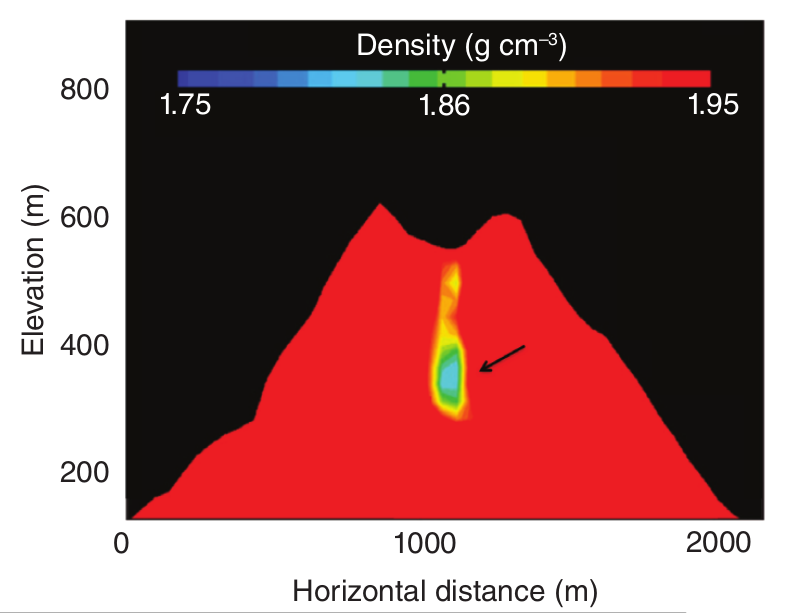 Density (g cm⁻³)
1.75 1.86 1.95
800
600
400
200
Elevation (m)
0 1000 2000
Horizontal distance (m)